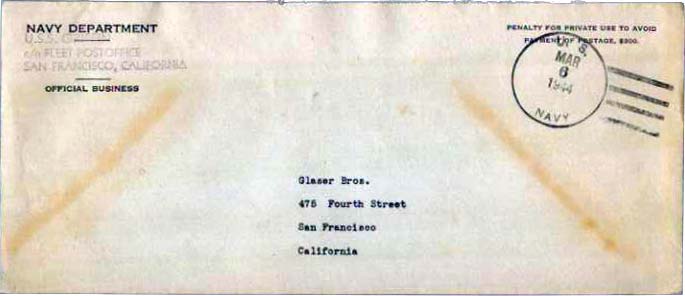 NAVY DEPARTMENT
U.S.S.
c/o FLEET POSTOFFICE
SAN FRANCISCO, CALIFORNIA
OFFICIAL BUSINESS
PENALTY FOR PRIVATE USE TO AVOID
PAYMENT OF POSTAGE, $300.
U. S.
MAR
6
1944
NAVY
Glaser Bros.
475 Fourth Street
San Francisco
California